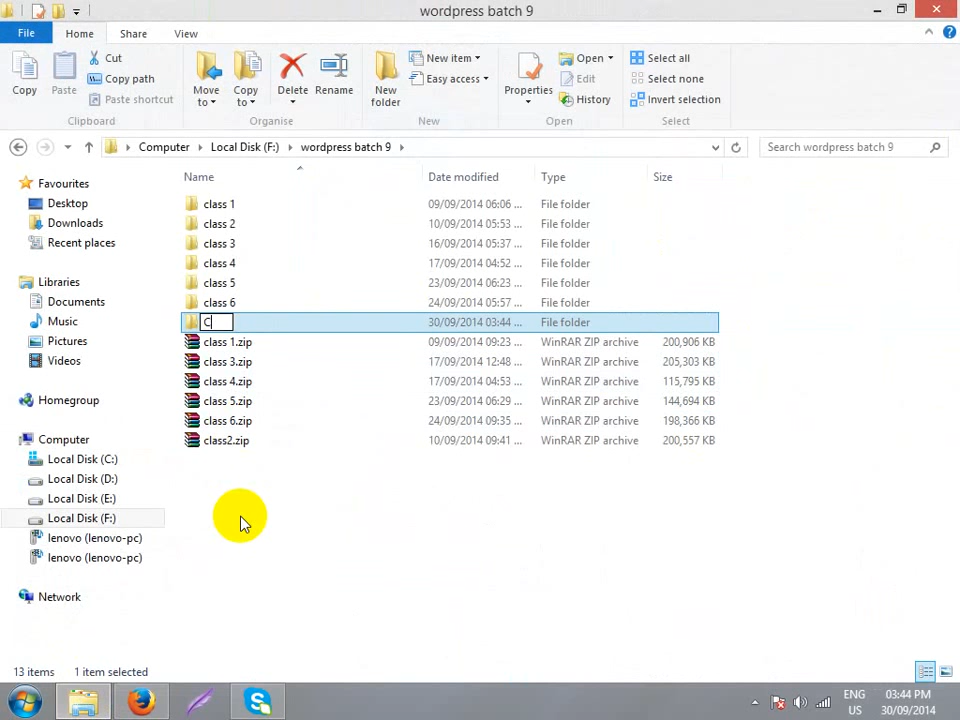 wordpress batch 9
File Home Share View
Copy Paste Cut Copy path Paste shortcut Move to Copy to Delete Rename New folder New item Easy access Properties Open Edit History Select all Select none Invert selection
Clipboard Organise New Open Select
Computer Local Disk (F:) wordpress batch 9 Search wordpress batch 9
Name Date modified Type Size
Favourites
Desktop
Downloads
Recent places
Libraries
Documents
Music
Pictures
Videos
Homegroup
Computer
Local Disk (C:)
Local Disk (D:)
Local Disk (E:)
Local Disk (F:)
lenovo (lenovo-pc)
lenovo (lenovo-pc)
Network
class 1 09/09/2014 06:06 ... File folder
class 2 10/09/2014 05:53 ... File folder
class 3 16/09/2014 05:37 ... File folder
class 4 17/09/2014 04:52 ... File folder
class 5 23/09/2014 06:23 ... File folder
class 6 24/09/2014 05:57 ... File folder
C 30/09/2014 03:44 ... File folder
class 1.zip 09/09/2014 09:23 ... WinRAR ZIP archive 200,906 KB
class 3.zip 17/09/2014 12:48 ... WinRAR ZIP archive 205,303 KB
class 4.zip 17/09/2014 04:53 ... WinRAR ZIP archive 115,795 KB
class 5.zip 23/09/2014 06:29 ... WinRAR ZIP archive 144,694 KB
class 6.zip 24/09/2014 09:35 ... WinRAR ZIP archive 198,366 KB
class2.zip 10/09/2014 09:41 ... WinRAR ZIP archive 200,557 KB
13 items 1 item selected
ENG 03:44 PM
US 30/09/2014